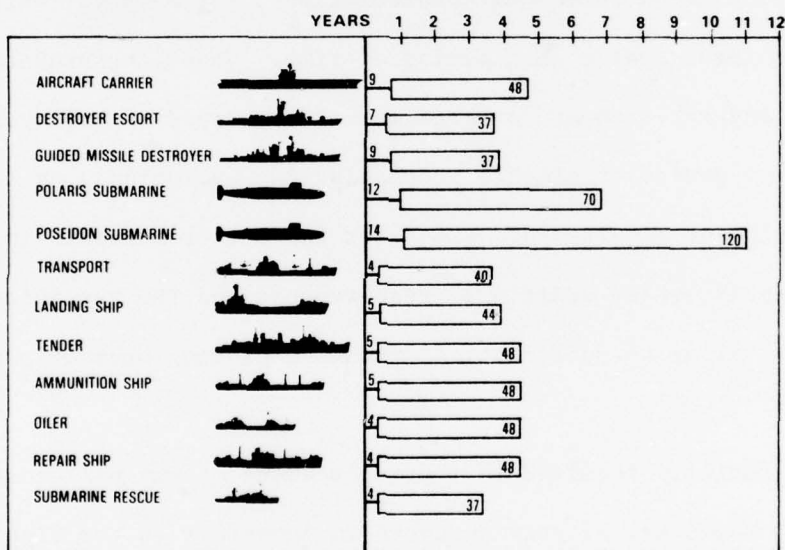 YEARS 1 2 3 4 5 6 7 8 9 10 11 12
AIRCRAFT CARRIER 9 48
DESTROYER ESCORT 7 37
GUIDED MISSILE DESTROYER 9 37
POLARIS SUBMARINE 12 70
POSEIDON SUBMARINE 14 120
TRANSPORT 4 40
LANDING SHIP 5 44
TENDER 5 48
AMMUNITION SHIP 5 48
OILER 4 48
REPAIR SHIP 4 48
SUBMARINE RESCUE 4 37